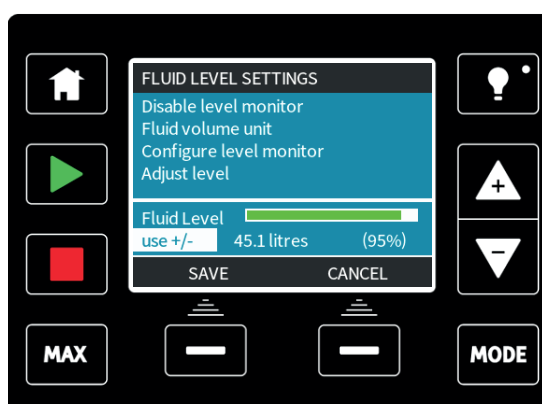 FLUID LEVEL SETTINGS
Disable level monitor
Fluid volume unit
Configure level monitor
Adjust level
Fluid Level
use +/- 45.1 litres (95%)
SAVE CANCEL
+
−
MAX MODE